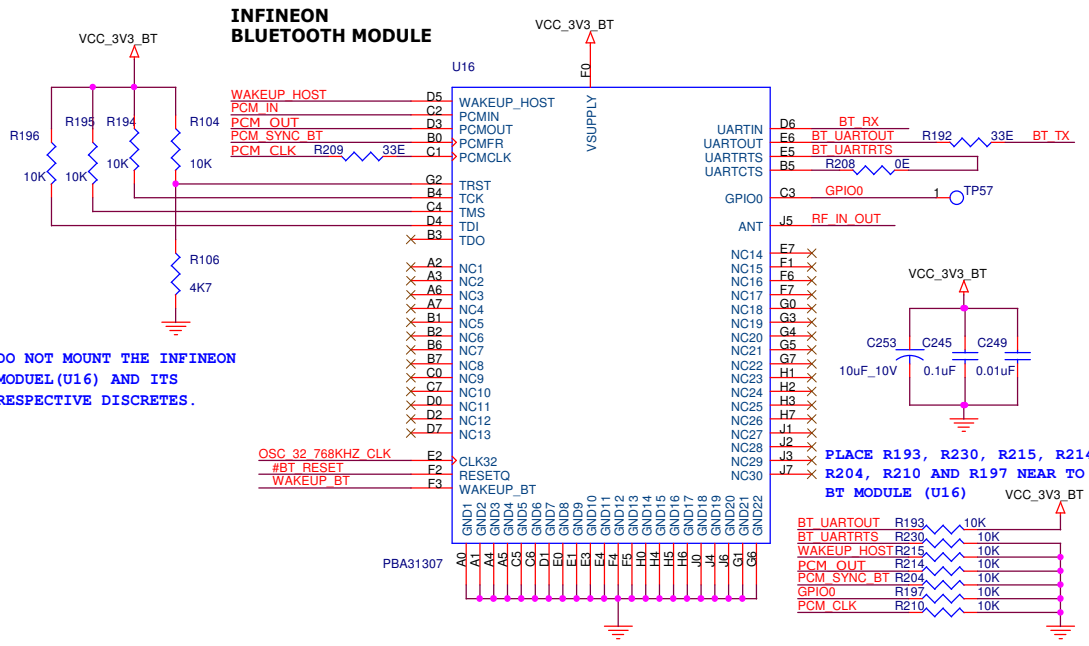 INFINEON
BLUETOOTH MODULE
VCC_3V3_BT
VCC_3V3_BT
U16
F0
VSUPPLY
R196
R195
R194
R104
10K
10K
10K
10K
R106
4K7
WAKEUP_HOST D5 WAKEUP_HOST
PCM_IN C2 PCMIN
PCM_OUT D3 PCMOUT
PCM_SYNC_BT B0 PCMFR
PCM_CLK R209 33E C1 PCMCLK
G2 TRST
B4 TCK
C4 TMS
D4 TDI
B3 TDO
A2 NC1
A3 NC2
A6 NC3
A7 NC4
B1 NC5
B2 NC6
B6 NC7
B7 NC8
C0 NC9
C7 NC10
D0 NC11
D2 NC12
D7 NC13
OSC_32_768KHZ_CLK E2 CLK32
#BT_RESET F2 RESETQ
WAKEUP_BT F3 WAKEUP_BT
UARTIN D6 BT_RX
UARTOUT E6 BT_UARTOUT R192 33E BT_TX
UARTRTS E5 BT_UARTRTS
UARTCTS B5 R208 0E
GPIO0 C3 GPIO0 1 TP57
ANT J5 RF_IN_OUT
NC14 E7
NC15 F1
NC16 F6
NC17 F7
NC18 G0
NC19 G3
NC20 G4
NC21 G5
NC22 G7
NC23 H1
NC24 H2
NC25 H3
NC26 H7
NC27 J1
NC28 J2
NC29 J3
NC30 J7
GND1 GND2 GND3 GND4 GND5 GND6 GND7 GND8 GND9 GND10 GND11 GND12 GND13 GND14 GND15 GND16 GND17 GND18 GND19 GND20 GND21 GND22
A0 A1 A4 A5 C5 C6 D1 E0 E1 E3 E4 F4 F5 H0 H4 H5 H6 J0 J4 J6 G1 G6
PBA31307
DO NOT MOUNT THE INFINEON
MODUEL(U16) AND ITS
RESPECTIVE DISCRETES.
VCC_3V3_BT
C253 C245 C249
10uF_10V 0.1uF 0.01uF
PLACE R193, R230, R215, R214
R204, R210 AND R197 NEAR TO
BT MODULE (U16)
VCC_3V3_BT
BT_UARTOUT R193 10K
BT_UARTRTS R230 10K
WAKEUP_HOST R215 10K
PCM_OUT R214 10K
PCM_SYNC_BT R204 10K
GPIO0 R197 10K
PCM_CLK R210 10K